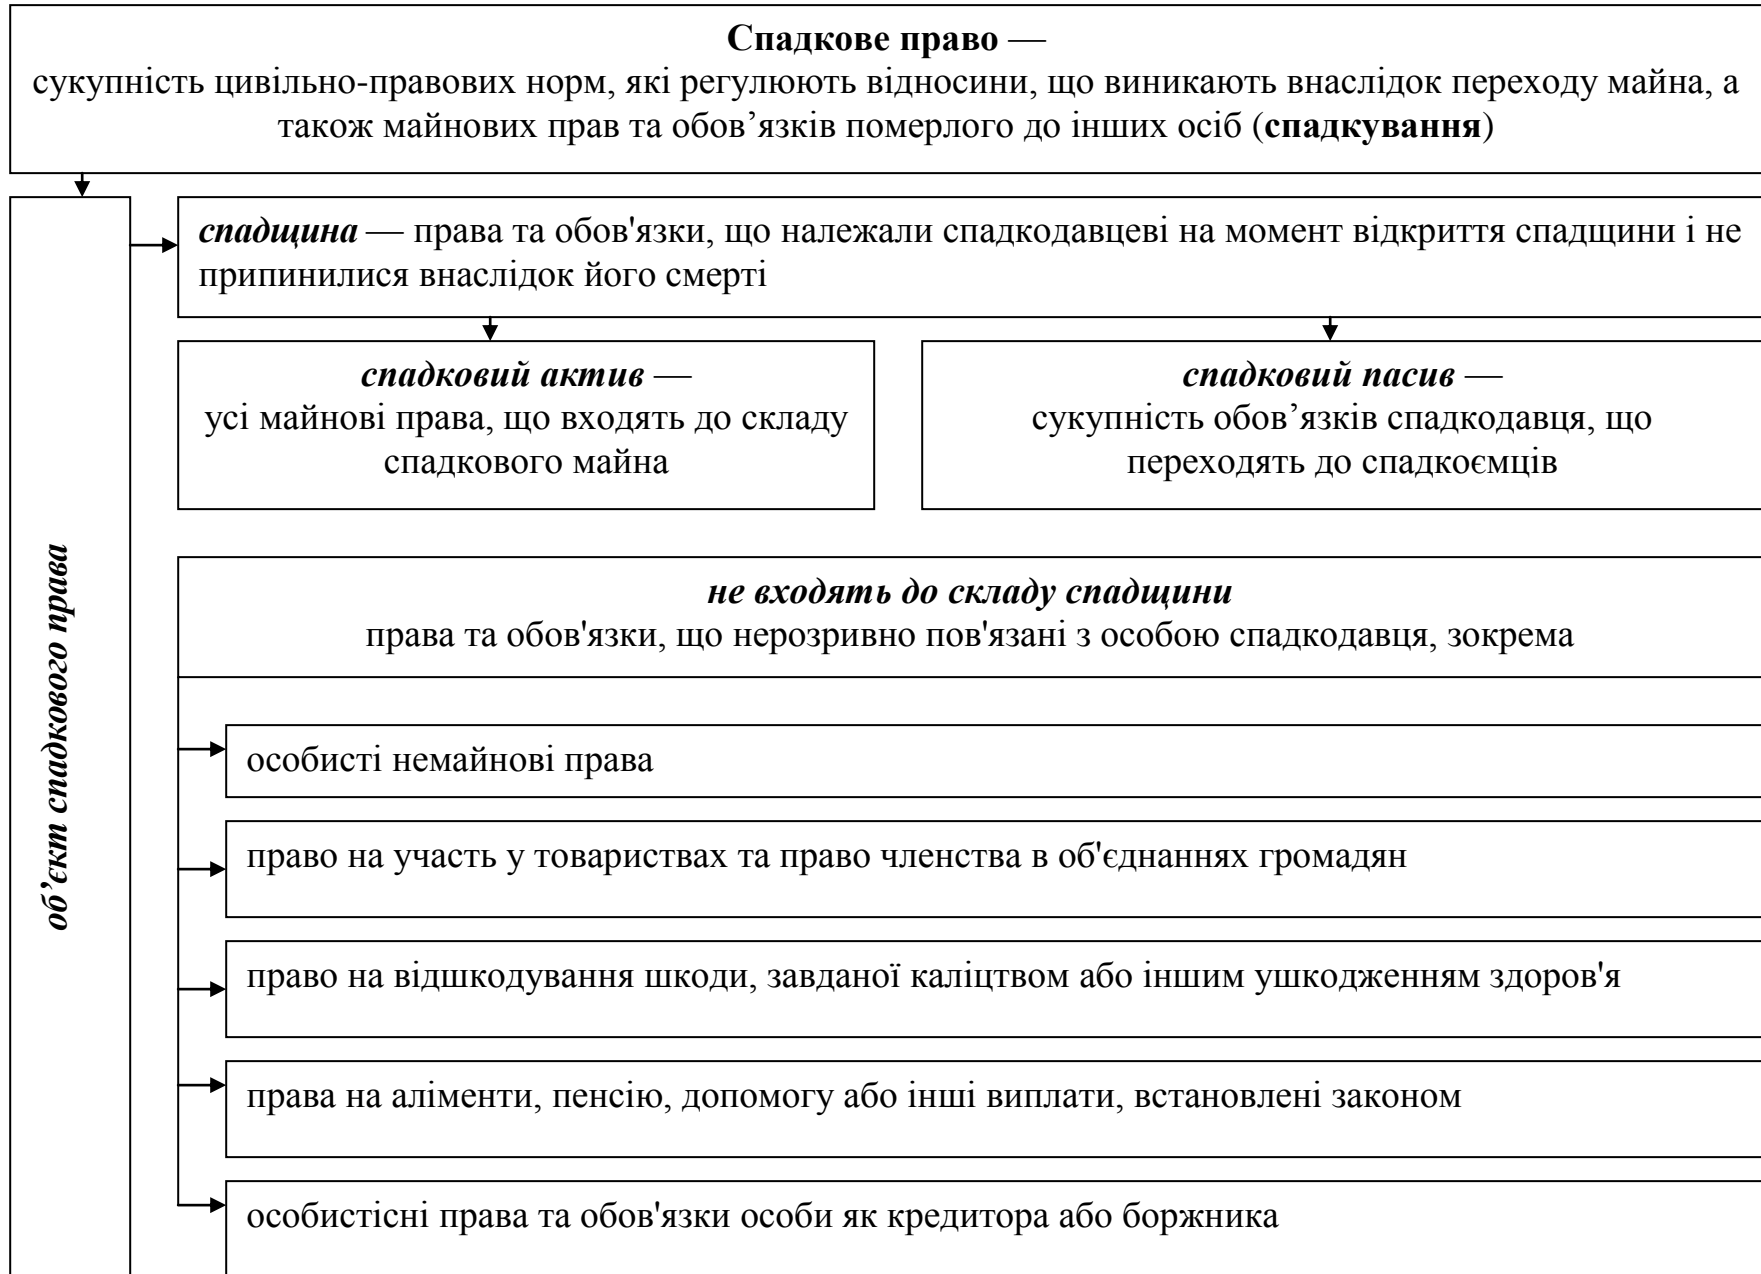 Спадкове право —
сукупність цивільно-правових норм, які регулюють відносини, що виникають внаслідок переходу майна, а
також майнових прав та обов’язків померлого до інших осіб (спадкування)
об’єкт спадкового права
спадщина — права та обов'язки, що належали спадкодавцеві на момент відкриття спадщини і не
припинилися внаслідок його смерті
спадковий актив —
усі майнові права, що входять до складу
спадкового майна
спадковий пасив —
сукупність обов’язків спадкодавця, що
переходять до спадкоємців
не входять до складу спадщини
права та обов'язки, що нерозривно пов'язані з особою спадкодавця, зокрема
особисті немайнові права
право на участь у товариствах та право членства в об'єднаннях громадян
право на відшкодування шкоди, завданої каліцтвом або іншим ушкодженням здоров'я
права на аліменти, пенсію, допомогу або інші виплати, встановлені законом
особистісні права та обов'язки особи як кредитора або боржника